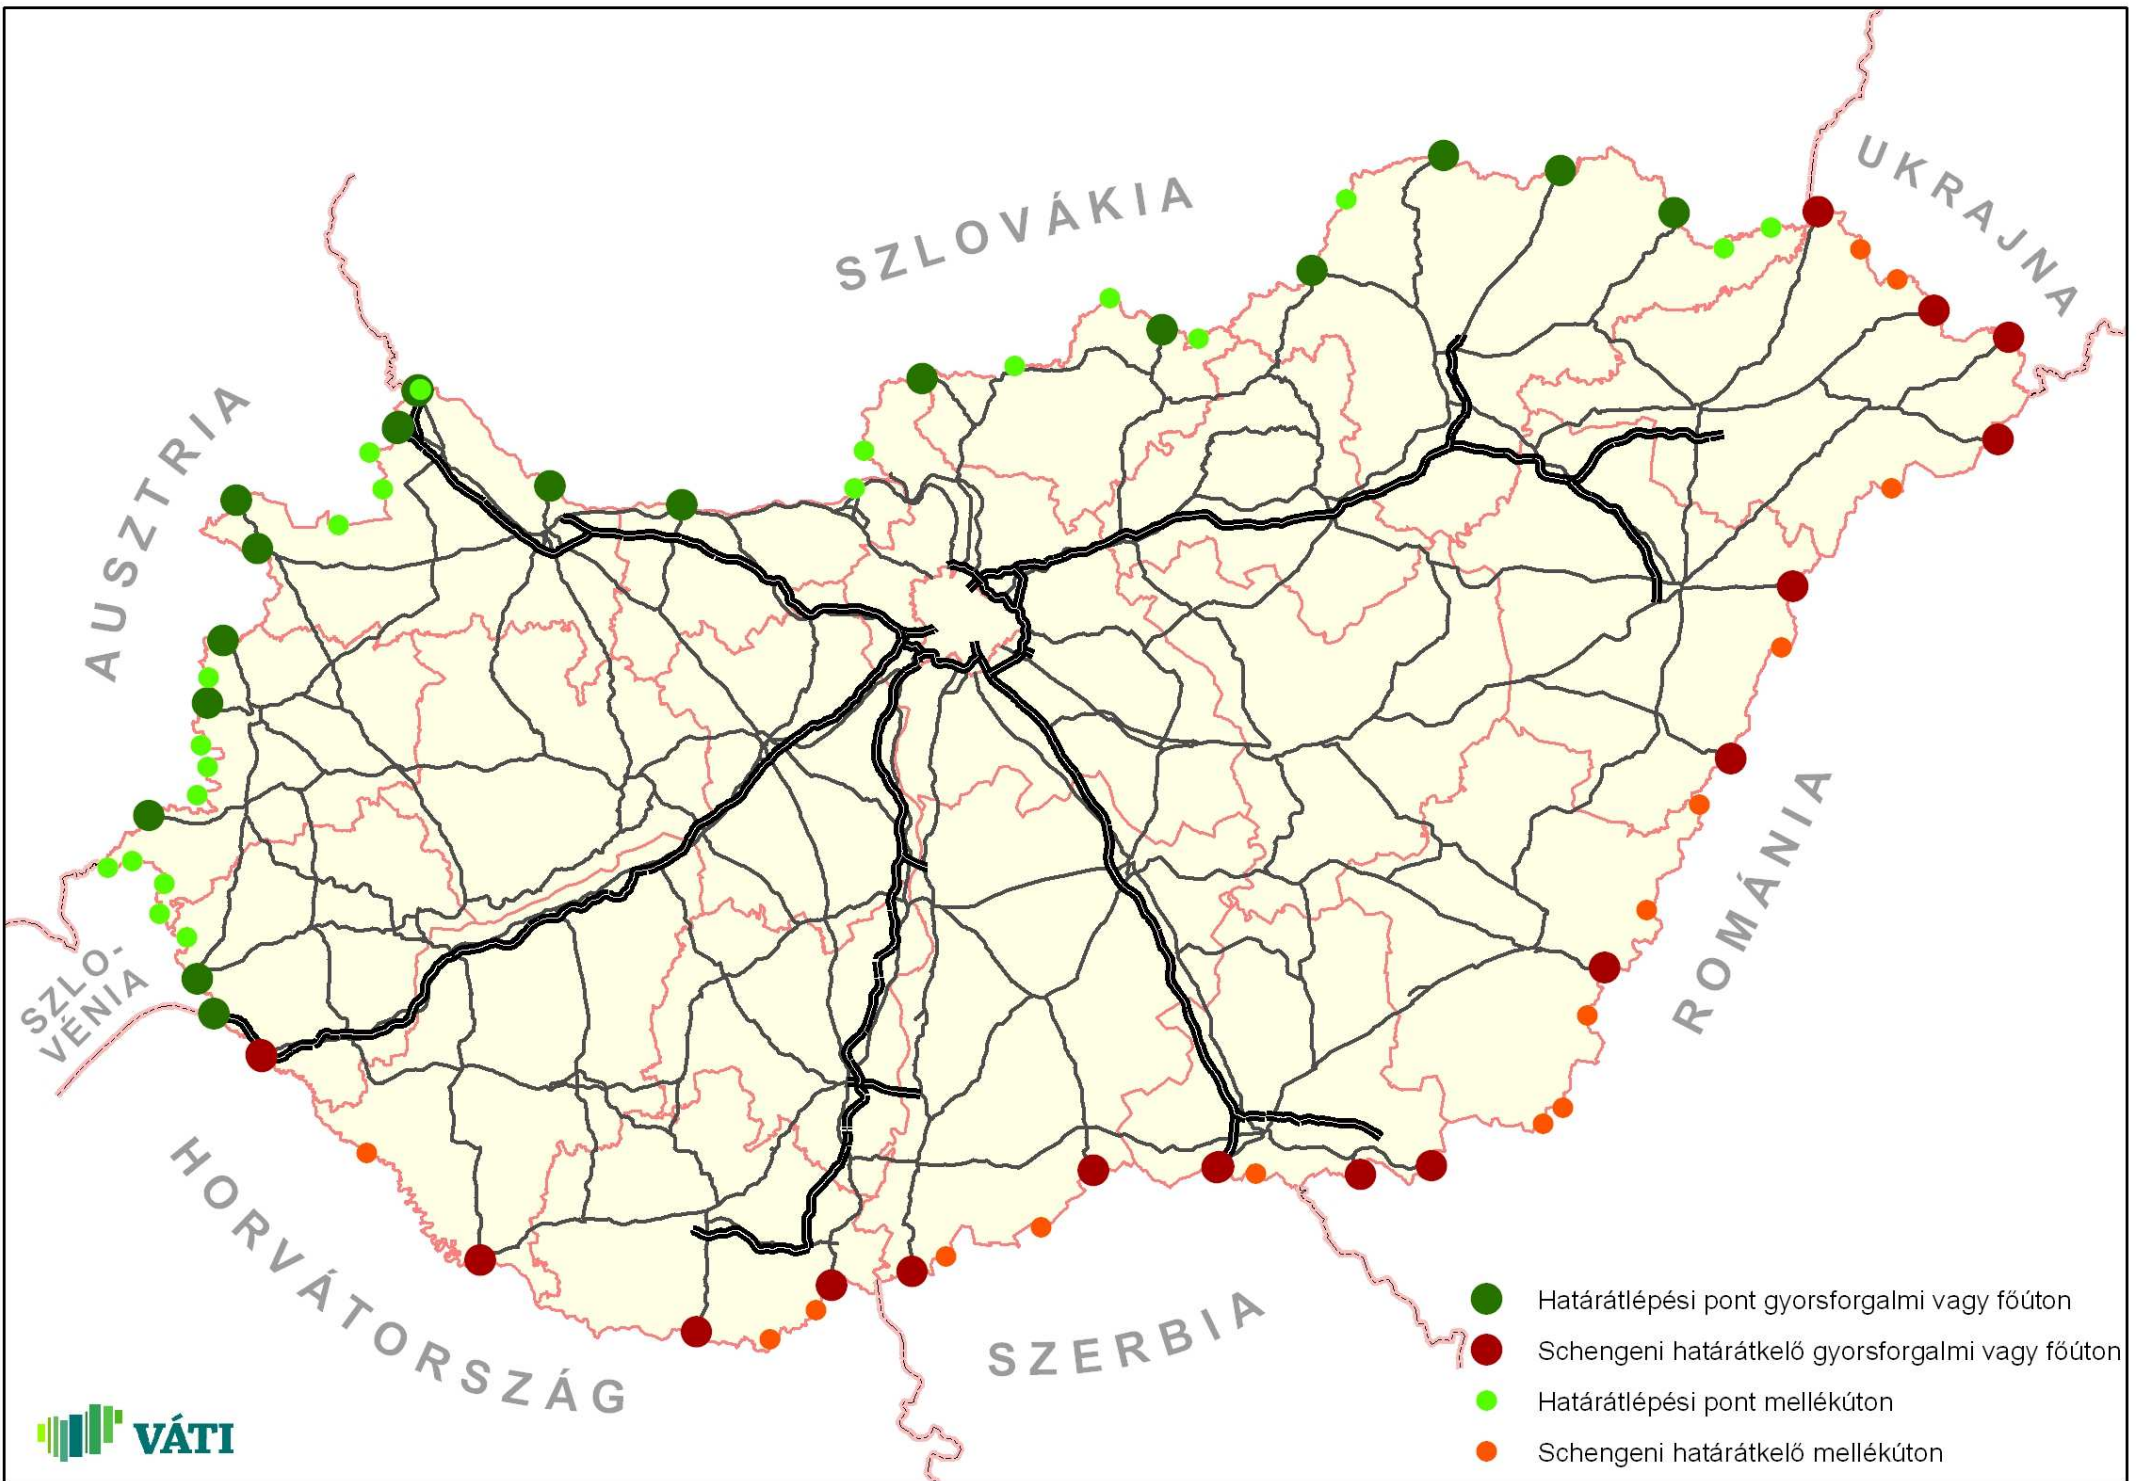 SZLOVÁKIA
UKRAJNA
AUSZTRIA
ROMÁNIA
SZLO-
VÉNIA
HORVÁTORSZÁG
SZERBIA
Határátlépési pont gyorsforgalmi vagy főúton
Schengeni határátkelő gyorsforgalmi vagy főúton
Határátlépési pont mellékúton
Schengeni határátkelő mellékúton
VÁTI